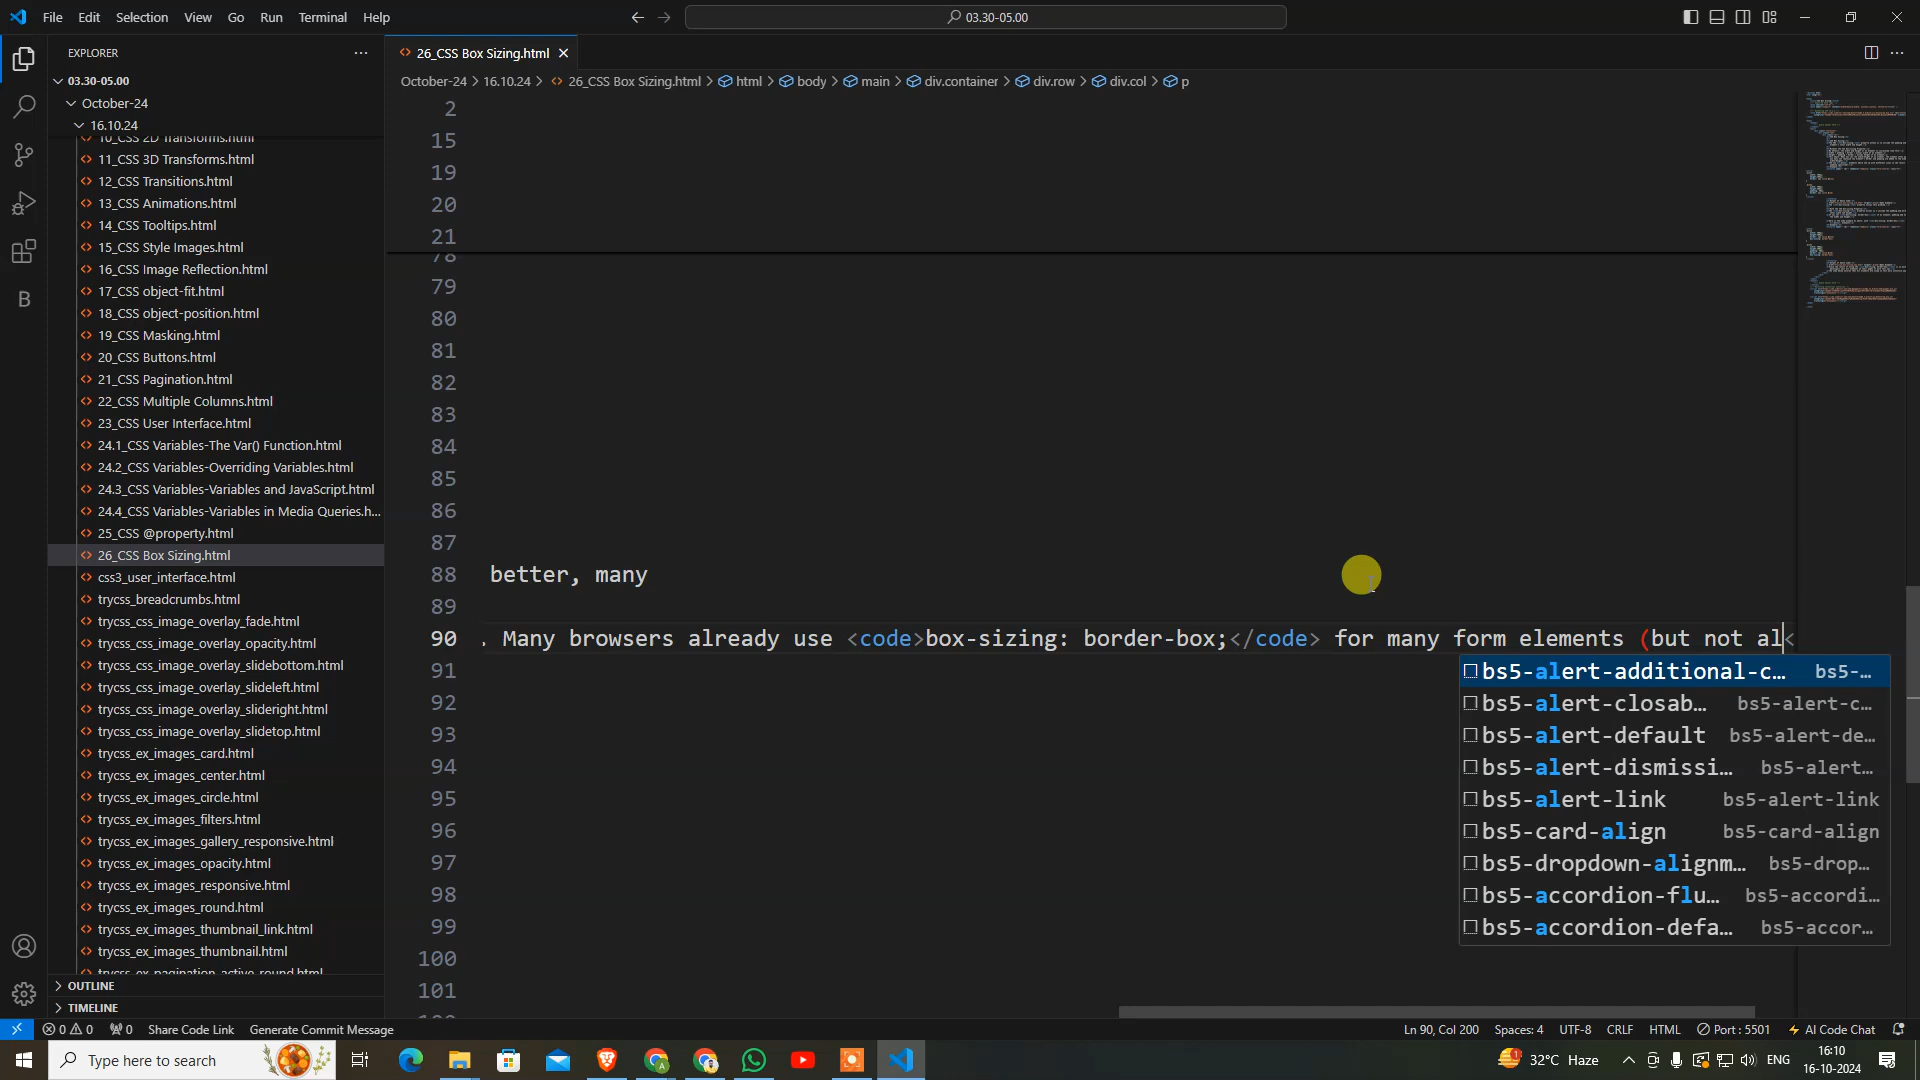 File Edit Selection View Go Run Terminal Help
03.30-05.00
EXPLORER
26_CSS Box Sizing.html
03.30-05.00
October-24 > 16.10.24 > 26_CSS Box Sizing.html > html > body > main > div.container > div.row > div.col > p
October-24
16.10.24
10_CSS 2D Transforms.html
11_CSS 3D Transforms.html
12_CSS Transitions.html
13_CSS Animations.html
14_CSS Tooltips.html
15_CSS Style Images.html
16_CSS Image Reflection.html
17_CSS object-fit.html
18_CSS object-position.html
19_CSS Masking.html
20_CSS Buttons.html
21_CSS Pagination.html
22_CSS Multiple Columns.html
23_CSS User Interface.html
24.1_CSS Variables-The Var() Function.html
24.2_CSS Variables-Overriding Variables.html
24.3_CSS Variables-Variables and JavaScript.html
24.4_CSS Variables-Variables in Media Queries.h...
25_CSS @property.html
26_CSS Box Sizing.html
css3_user_interface.html
trycss_breadcrumbs.html
trycss_css_image_overlay_fade.html
trycss_css_image_overlay_opacity.html
trycss_css_image_overlay_slidebottom.html
trycss_css_image_overlay_slideleft.html
trycss_css_image_overlay_slideright.html
trycss_css_image_overlay_slidetop.html
trycss_ex_images_card.html
trycss_ex_images_center.html
trycss_ex_images_circle.html
trycss_ex_images_filters.html
trycss_ex_images_gallery_responsive.html
trycss_ex_images_opacity.html
trycss_ex_images_responsive.html
trycss_ex_images_round.html
trycss_ex_images_thumbnail_link.html
trycss_ex_images_thumbnail.html
trycss_ex_pagination_active_round.html
OUTLINE
TIMELINE
2
15
19
20
21
78
79
80
81
82
83
84
85
86
87
88 better, many
89
90 . Many browsers already use <code>box-sizing: border-box;</code> for many form elements (but not al<
91
92
93
94
95
96
97
98
99
100
101
bs5-alert-additional-c... bs5-...
bs5-alert-closab... bs5-alert-c...
bs5-alert-default bs5-alert-de...
bs5-alert-dismissi... bs5-alert...
bs5-alert-link bs5-alert-link
bs5-card-align bs5-card-align
bs5-dropdown-alignm... bs5-drop...
bs5-accordion-flu... bs5-accordi...
bs5-accordion-defa... bs5-accor...
0 0 0 Share Code Link Generate Commit Message Ln 90, Col 200 Spaces: 4 UTF-8 CRLF HTML Port : 5501 AI Code Chat
Type here to search 32°C Haze ENG 16:10
16-10-2024